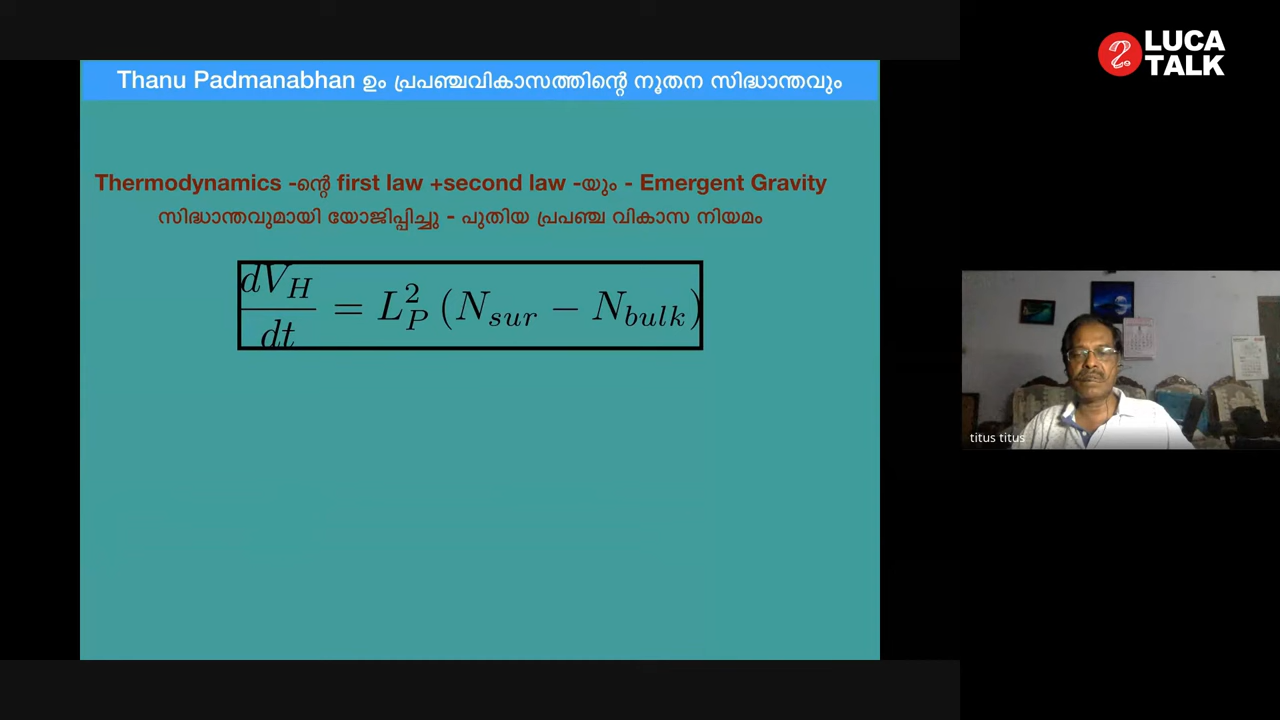 Thanu Padmanabhan ഉം പ്രപഞ്ചവികാസത്തിന്റെ നൂതന സിദ്ധാന്തവും
Thermodynamics -ന്റെ first law +second law -യും - Emergent Gravity
സിദ്ധാന്തവുമായി യോജിപ്പിച്ചു - പുതിയ പ്രപഞ്ച വികാസ നിയമം
dV_H/dt = L_P^2 (N_sur − N_bulk)
LUCA
TALK
titus titus